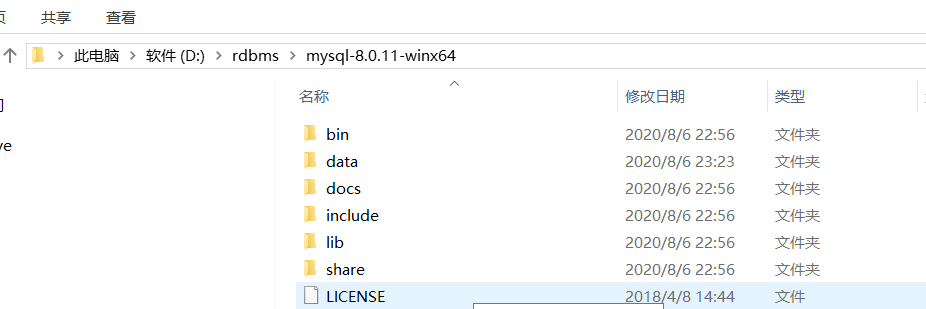 共享 查看
此电脑 > 软件 (D:) > rdbms > mysql-8.0.11-winx64
名称 修改日期 类型
ve
bin 2020/8/6 22:56 文件夹
data 2020/8/6 23:23 文件夹
docs 2020/8/6 22:56 文件夹
include 2020/8/6 22:56 文件夹
lib 2020/8/6 22:56 文件夹
share 2020/8/6 22:56 文件夹
LICENSE 2018/4/8 14:44 文件